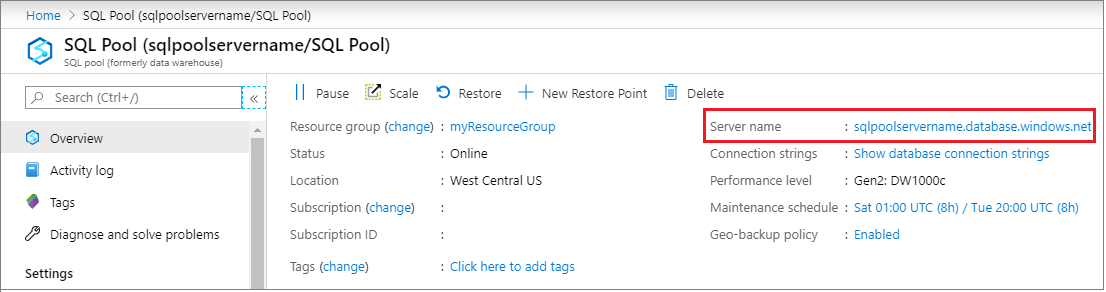 Home > SQL Pool (sqlpoolservername/SQL Pool)
SQL Pool (sqlpoolservername/SQL Pool)
SQL pool (formerly data warehouse)
Search (Ctrl+/) «
Overview
Activity log
Tags
Diagnose and solve problems
Settings
Pause Scale Restore New Restore Point Delete
Resource group (change) : myResourceGroup
Status : Online
Location : West Central US
Subscription (change) :
Subscription ID :
Tags (change) : Click here to add tags
Server name : sqlpoolservername.database.windows.net
Connection strings : Show database connection strings
Performance level : Gen2: DW1000c
Maintenance schedule : Sat 01:00 UTC (8h) / Tue 20:00 UTC (8h)
Geo-backup policy : Enabled